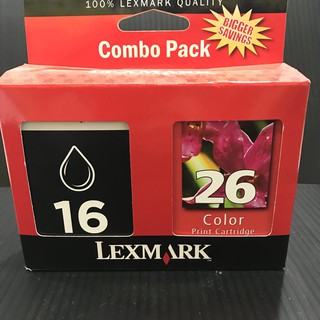 100% LEXMARK QUALITY
Combo Pack
BIGGER
SAVINGS
16
26
Color
Print Cartridge
LEXMARK